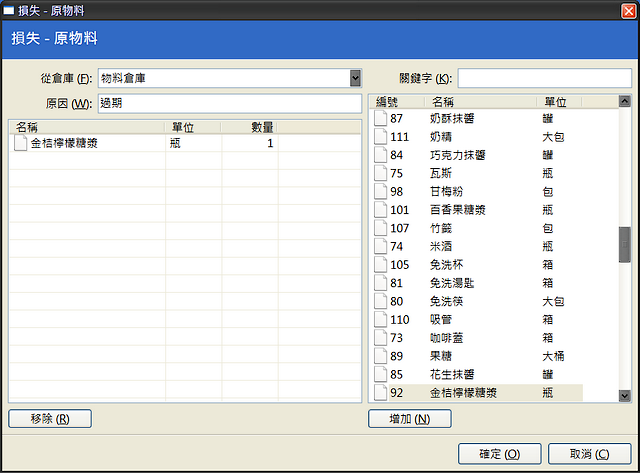 損失 - 原物料
損失 - 原物料
從倉庫 (F): 物料倉庫
原因 (W): 過期
名稱 單位 數量
金桔檸檬糖漿 瓶 1
移除 (R)
關鍵字 (K):
編號 名稱 單位
87 奶酥抹醬 罐
111 奶精 大包
84 巧克力抹醬 罐
75 瓦斯 瓶
98 甘梅粉 包
101 百香果糖漿 瓶
107 竹籤 包
74 米酒 瓶
105 免洗杯 箱
81 免洗湯匙 箱
80 免洗筷 大包
110 吸管 箱
73 咖啡蓋 箱
89 果糖 大桶
85 花生抹醬 罐
92 金桔檸檬糖漿 瓶
增加 (N)
確定 (O) 取消 (C)